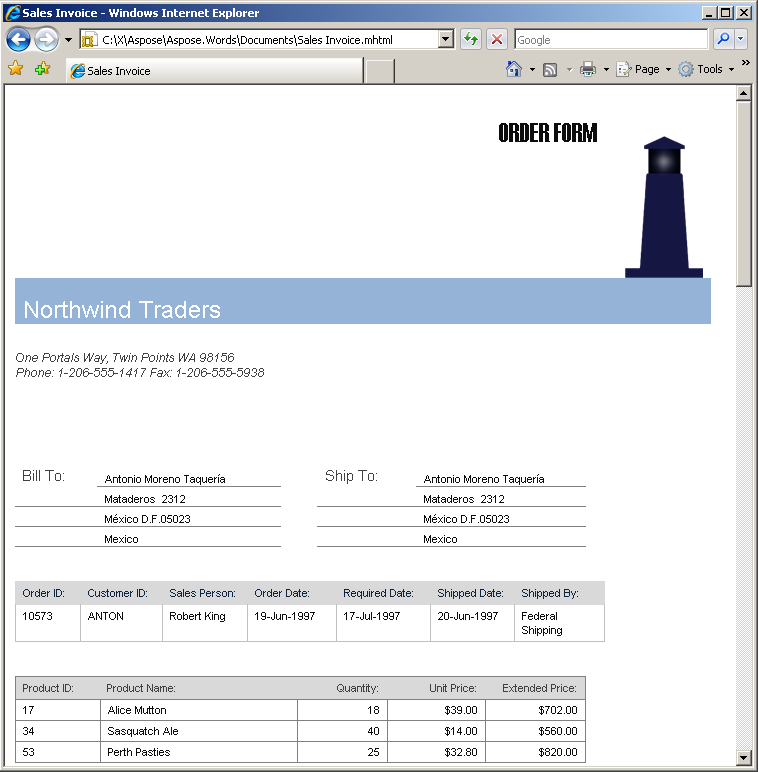 Sales Invoice - Windows Internet Explorer
C:\X\Aspose\Aspose.Words\Documents\Sales Invoice.mhtml
Google
Sales Invoice
Page
Tools
»
ORDER FORM
Northwind Traders
One Portals Way, Twin Points WA 98156
Phone: 1-206-555-1417 Fax: 1-206-555-5938
Bill To: Antonio Moreno Taquería Ship To: Antonio Moreno Taquería
Mataderos 2312 Mataderos 2312
México D.F.05023 México D.F.05023
Mexico Mexico
Order ID: Customer ID: Sales Person: Order Date: Required Date: Shipped Date: Shipped By:
10573 ANTON Robert King 19-Jun-1997 17-Jul-1997 20-Jun-1997 Federal
Shipping
Product ID: Product Name: Quantity: Unit Price: Extended Price:
17 Alice Mutton 18 $39.00 $702.00
34 Sasquatch Ale 40 $14.00 $560.00
53 Perth Pasties 25 $32.80 $820.00